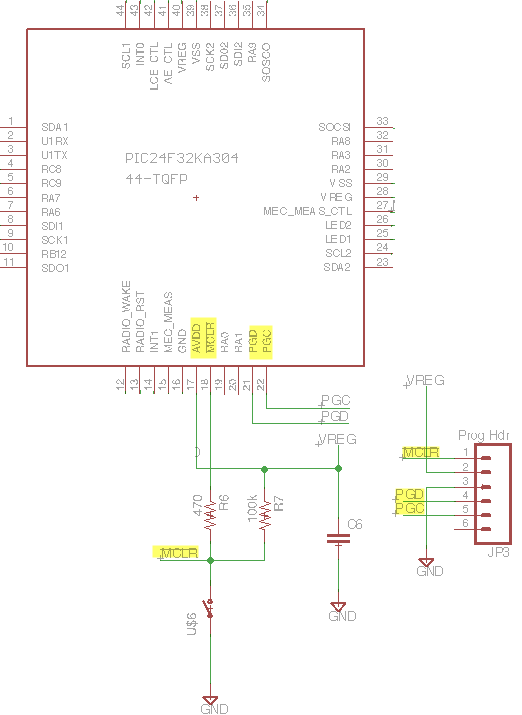 44 43 42 41 40 39 38 37 36 35 34
SCL1 INT0 LCE_CTL AE_CTL VREG VSS SCK2 SDO2 SDI2 RA9 SOSCO
1 SDA1
2 U1RX
3 U1TX
4 RC8
5 RC9
6 RA7
7 RA6
8 SDI1
9 SCK1
10 RB12
11 SDO1
PIC24F32KA304
44-TQFP
SOCSI 33
RA8 32
RA3 31
RA2 30
VSS 29
VREG 28
MEC_MEAS_CTL 27
LED2 26
LED1 25
SCL2 24
SDA2 23
RADIO_WAKE RADIO_RST INT1 MEC_MEAS GND AVDD MCLR RA0 RA1 PGD PGC
12 13 14 15 16 17 18 19 20 21 22
PGC
PGD
VREG
VREG
Prog Hdr
MCLR 1
2
3
PGD 4
PGC 5
6
JP3
GND
470 R6
100k R7
C6
MCLR
U$6
GND
GND